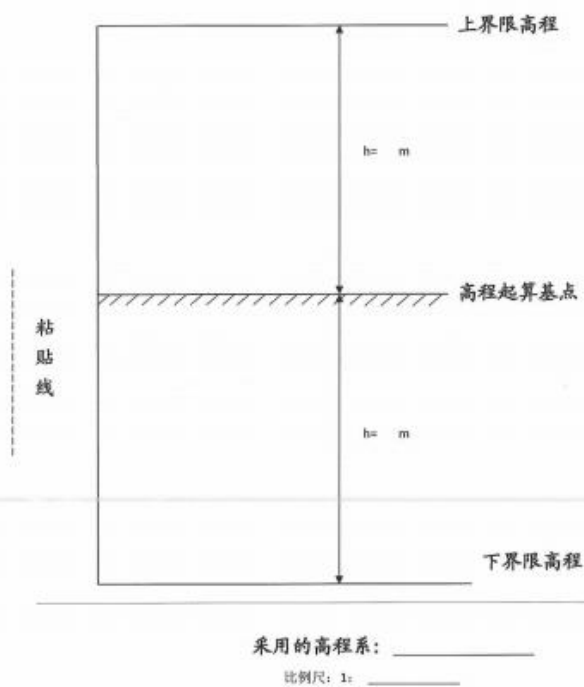 上界限高程
h= m
高程起算基点
粘贴线
h= m
下界限高程
采用的高程系：
比例尺：1：